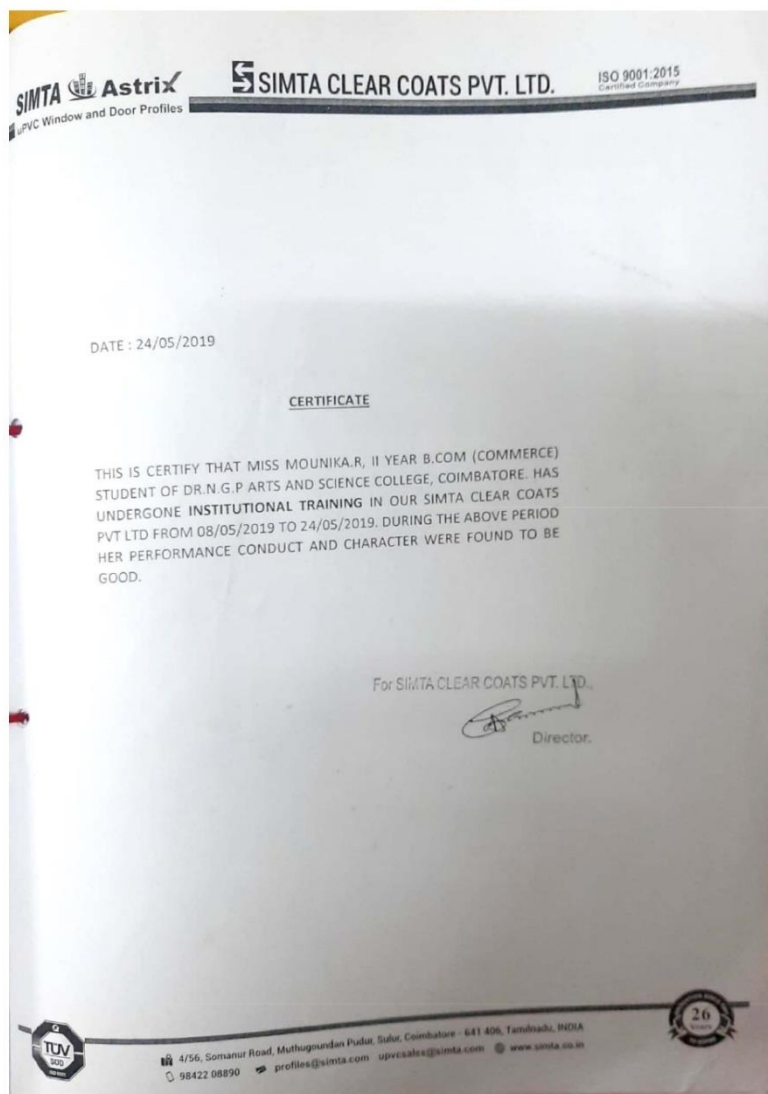 SIMTA Astrix
uPVC Window and Door Profiles
SIMTA CLEAR COATS PVT. LTD.
ISO 9001:2015
Certified Company
DATE : 24/05/2019
CERTIFICATE
THIS IS CERTIFY THAT MISS MOUNIKA.R, II YEAR B.COM (COMMERCE)
STUDENT OF DR.N.G.P ARTS AND SCIENCE COLLEGE, COIMBATORE. HAS
UNDERGONE INSTITUTIONAL TRAINING IN OUR SIMTA CLEAR COATS
PVT LTD FROM 08/05/2019 TO 24/05/2019. DURING THE ABOVE PERIOD
HER PERFORMANCE CONDUCT AND CHARACTER WERE FOUND TO BE
GOOD.
For SIMTA CLEAR COATS PVT. LTD.,
Director.
TUV
26
YEARS
4/56, Somanur Road, Muthugoundan Pudur, Sulur, Coimbatore - 641 406, Tamilnadu, INDIA
98422 08890 profiles@simta.com upvcsales@simta.com www.simta.co.in